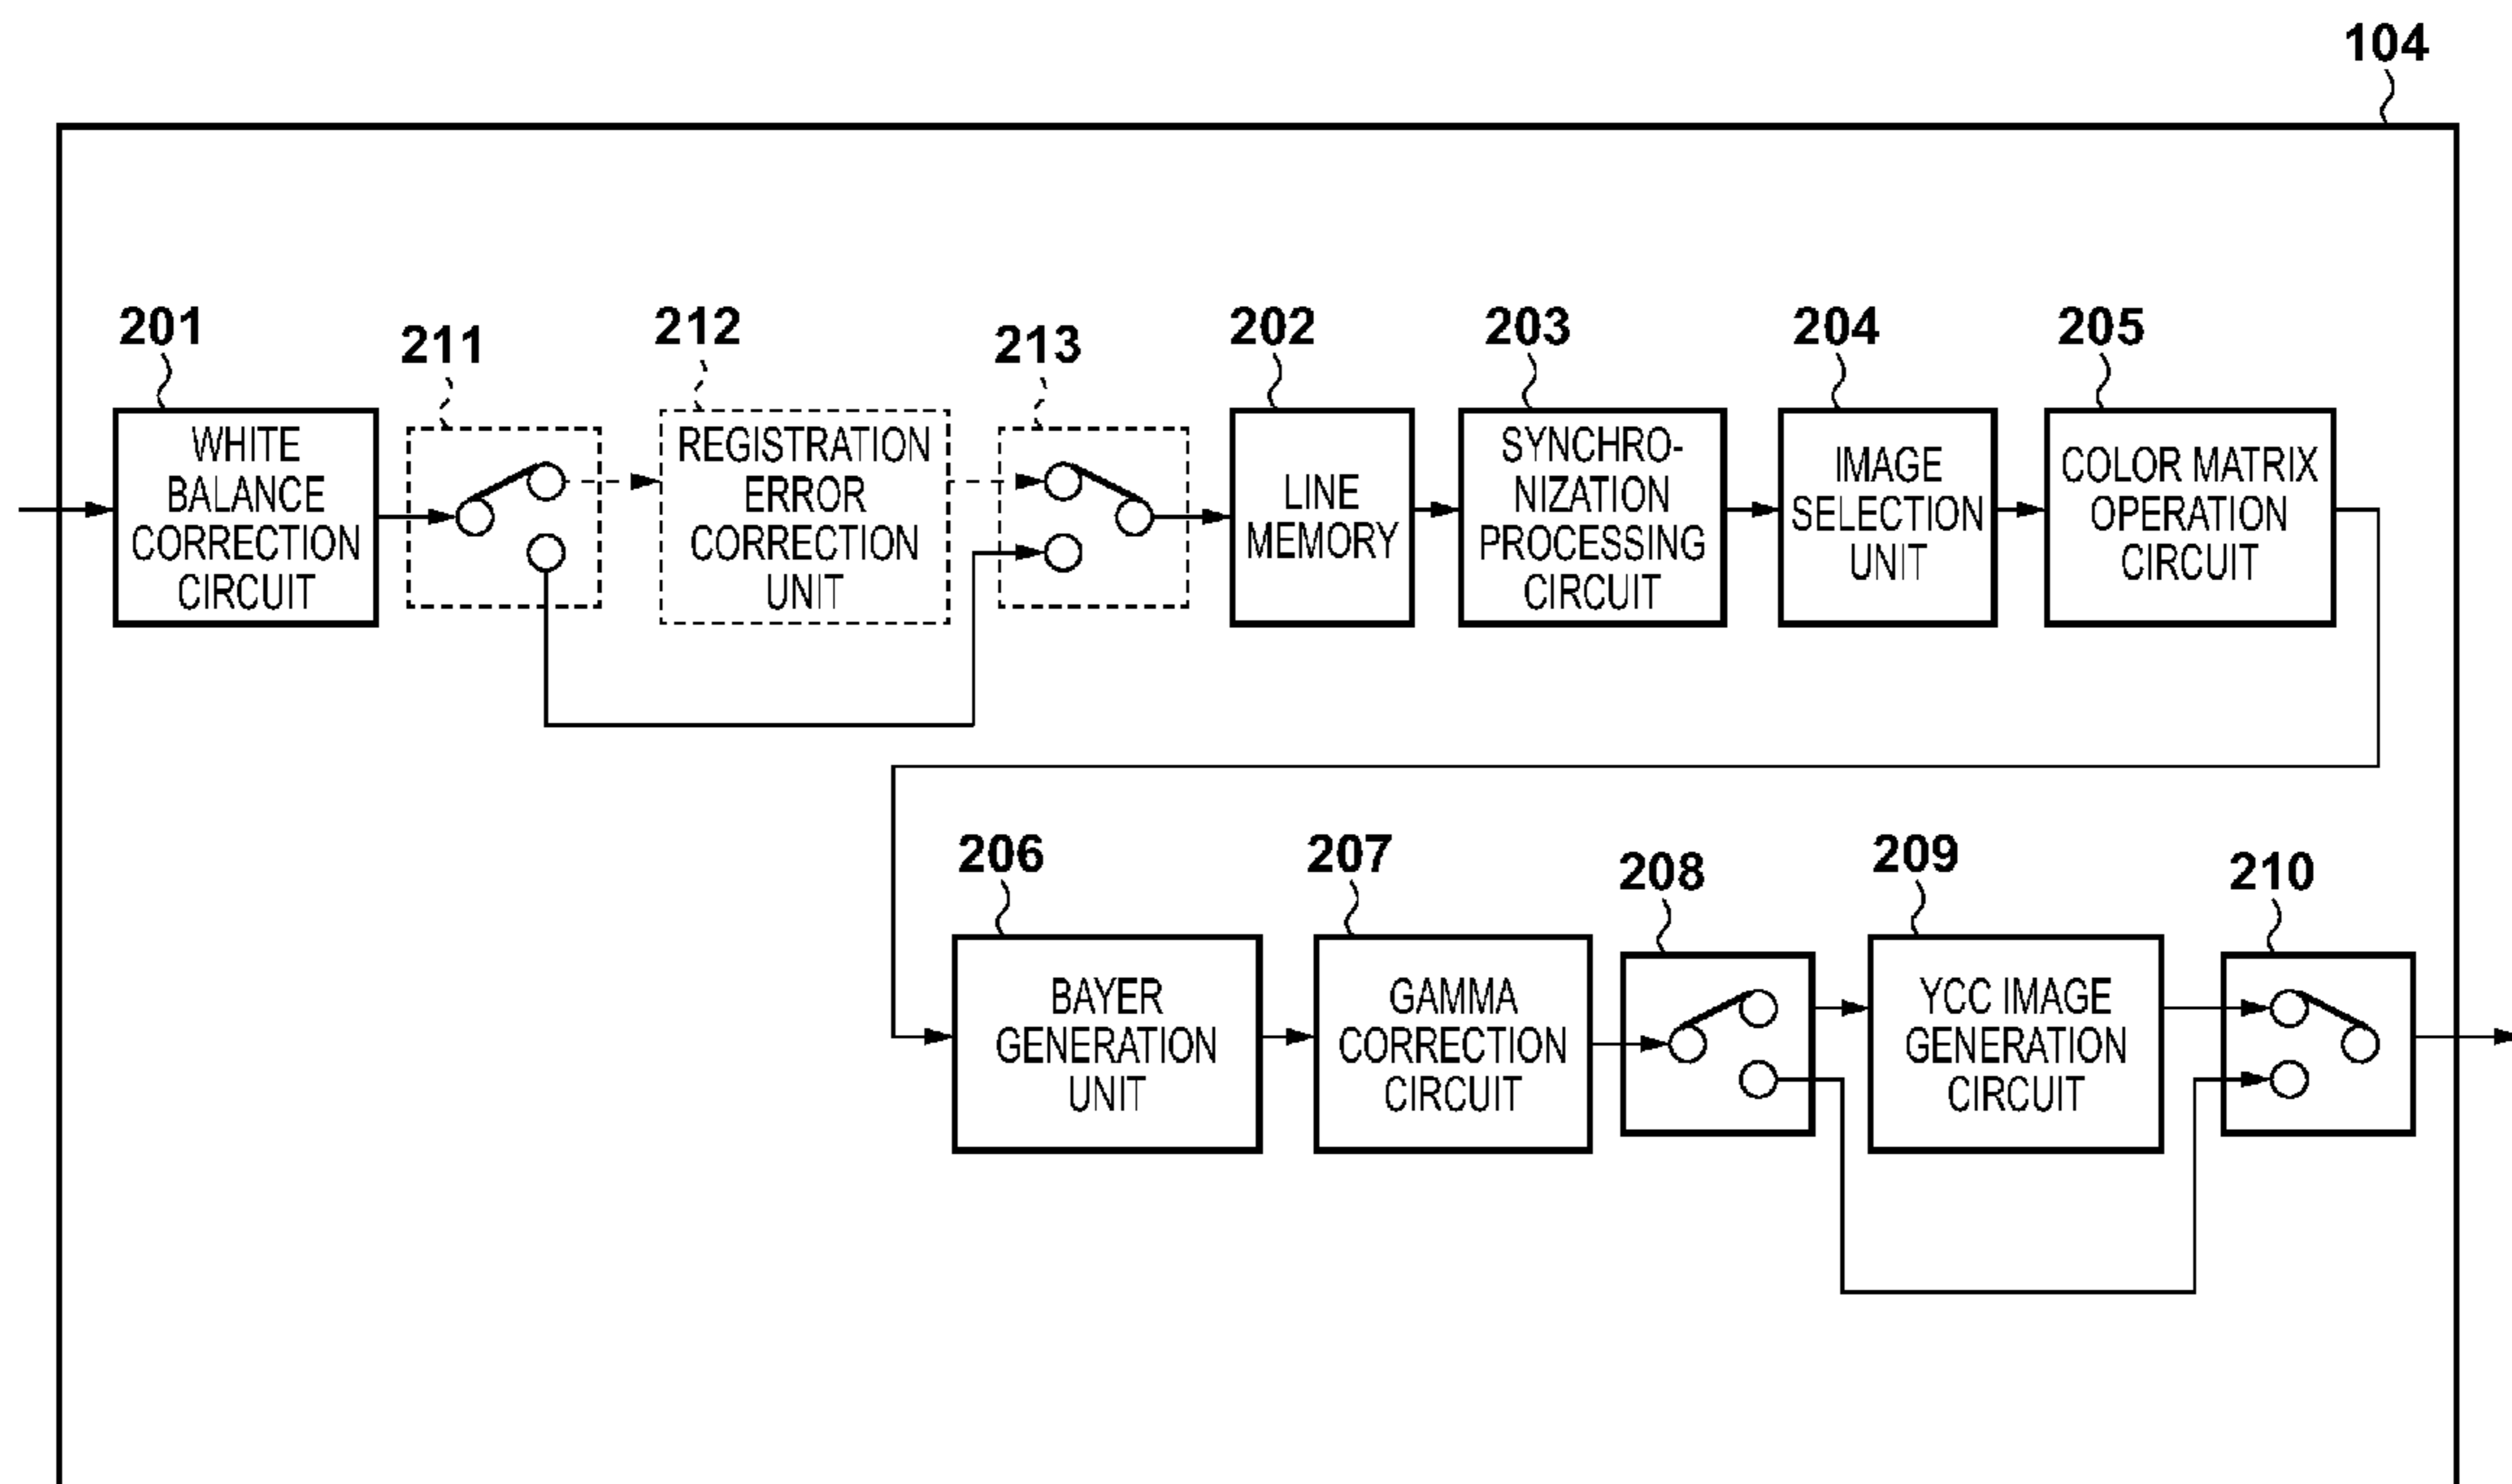 104
201
211
212
213
202
203
204
205
WHITE
BALANCE
CORRECTION
CIRCUIT
REGISTRATION
ERROR
CORRECTION
UNIT
LINE
MEMORY
SYNCHRO-
NIZATION
PROCESSING
CIRCUIT
IMAGE
SELECTION
UNIT
COLOR MATRIX
OPERATION
CIRCUIT
206
207
208
209
210
BAYER
GENERATION
UNIT
GAMMA
CORRECTION
CIRCUIT
YCC IMAGE
GENERATION
CIRCUIT